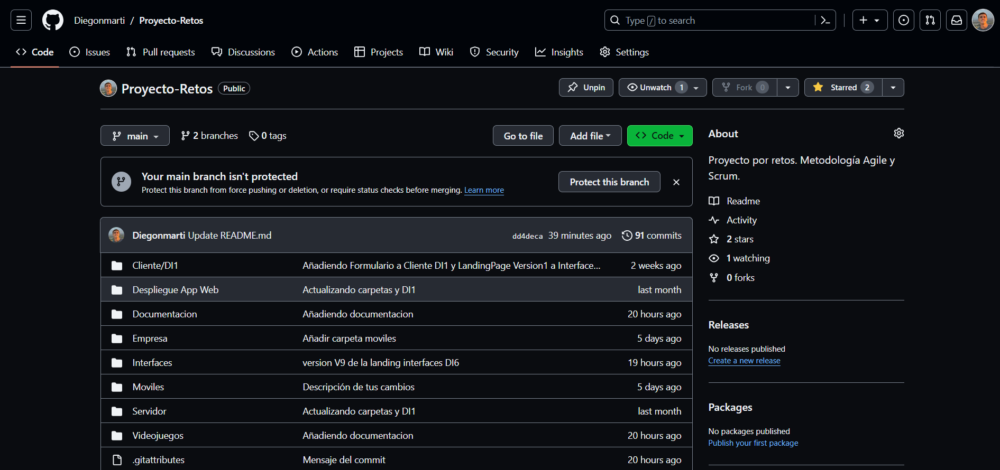 Diegonmarti / Proyecto-Retos
Type / to search
Code Issues Pull requests Discussions Actions Projects Wiki Security Insights Settings
Proyecto-Retos Public
Unpin Unwatch 1 Fork 0 Starred 2
main 2 branches 0 tags
Go to file Add file Code
Your main branch isn't protected
Protect this branch from force pushing or deletion, or require status checks before merging. Learn more
Protect this branch
Diegonmarti Update README.md dd4deca 39 minutes ago 91 commits
Cliente/DI1 Añadiendo Formulario a Cliente DI1 y LandingPage Version1 a Interface... 2 weeks ago
Despliegue App Web Actualizando carpetas y DI1 last month
Documentacion Añadiendo documentacion 20 hours ago
Empresa Añadir carpeta moviles 5 days ago
Interfaces version V9 de la landing interfaces DI6 19 hours ago
Moviles Descripción de tus cambios 5 days ago
Servidor Actualizando carpetas y DI1 last month
Videojuegos Añadiendo documentacion 20 hours ago
.gitattributes Mensaje del commit 20 hours ago
About
Proyecto por retos. Metodología Agile y
Scrum.
Readme
Activity
2 stars
1 watching
0 forks
Releases
No releases published
Create a new release
Packages
No packages published
Publish your first package